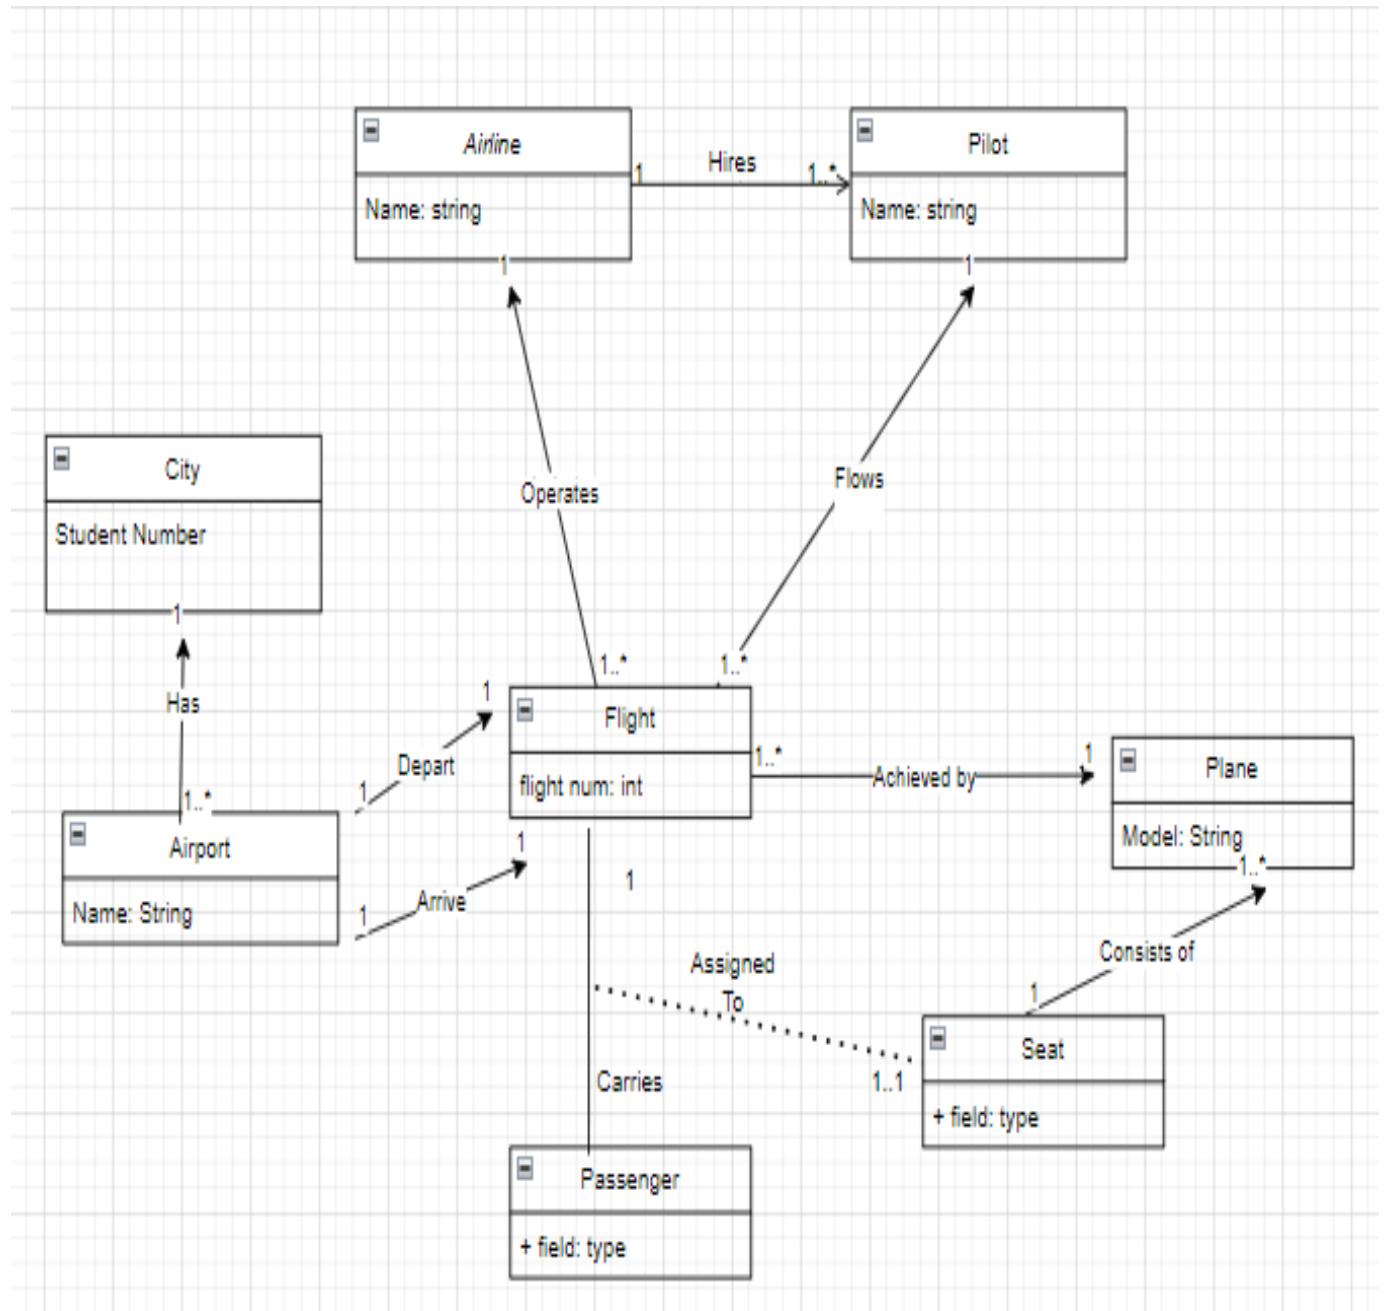 Airline
Name: string
1
Hires
1..*
Pilot
Name: string
1
1
City
Student Number
1
Operates
Flows
Has
1..*
1..*
1
Flight
flight num: int
Depart
1
1..*
Airport
Name: String
1..*
Achieved by
1
Plane
Model: String
1..*
1
Arrive
1
1
Assigned
To
Consists of
1
Seat
+ field: type
1..1
Carries
Passenger
+ field: type